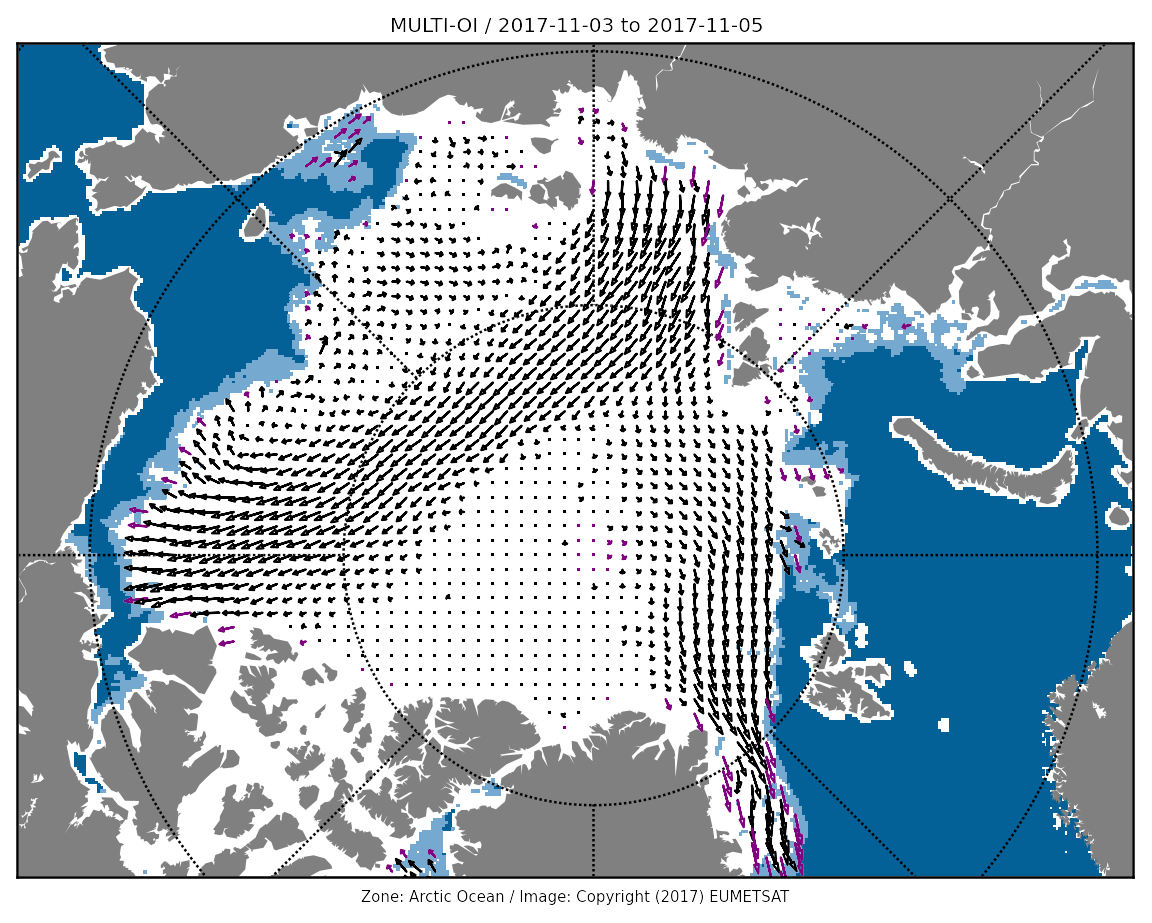 MULTI-OI / 2017-11-03 to 2017-11-05
Zone: Arctic Ocean / Image: Copyright (2017) EUMETSAT